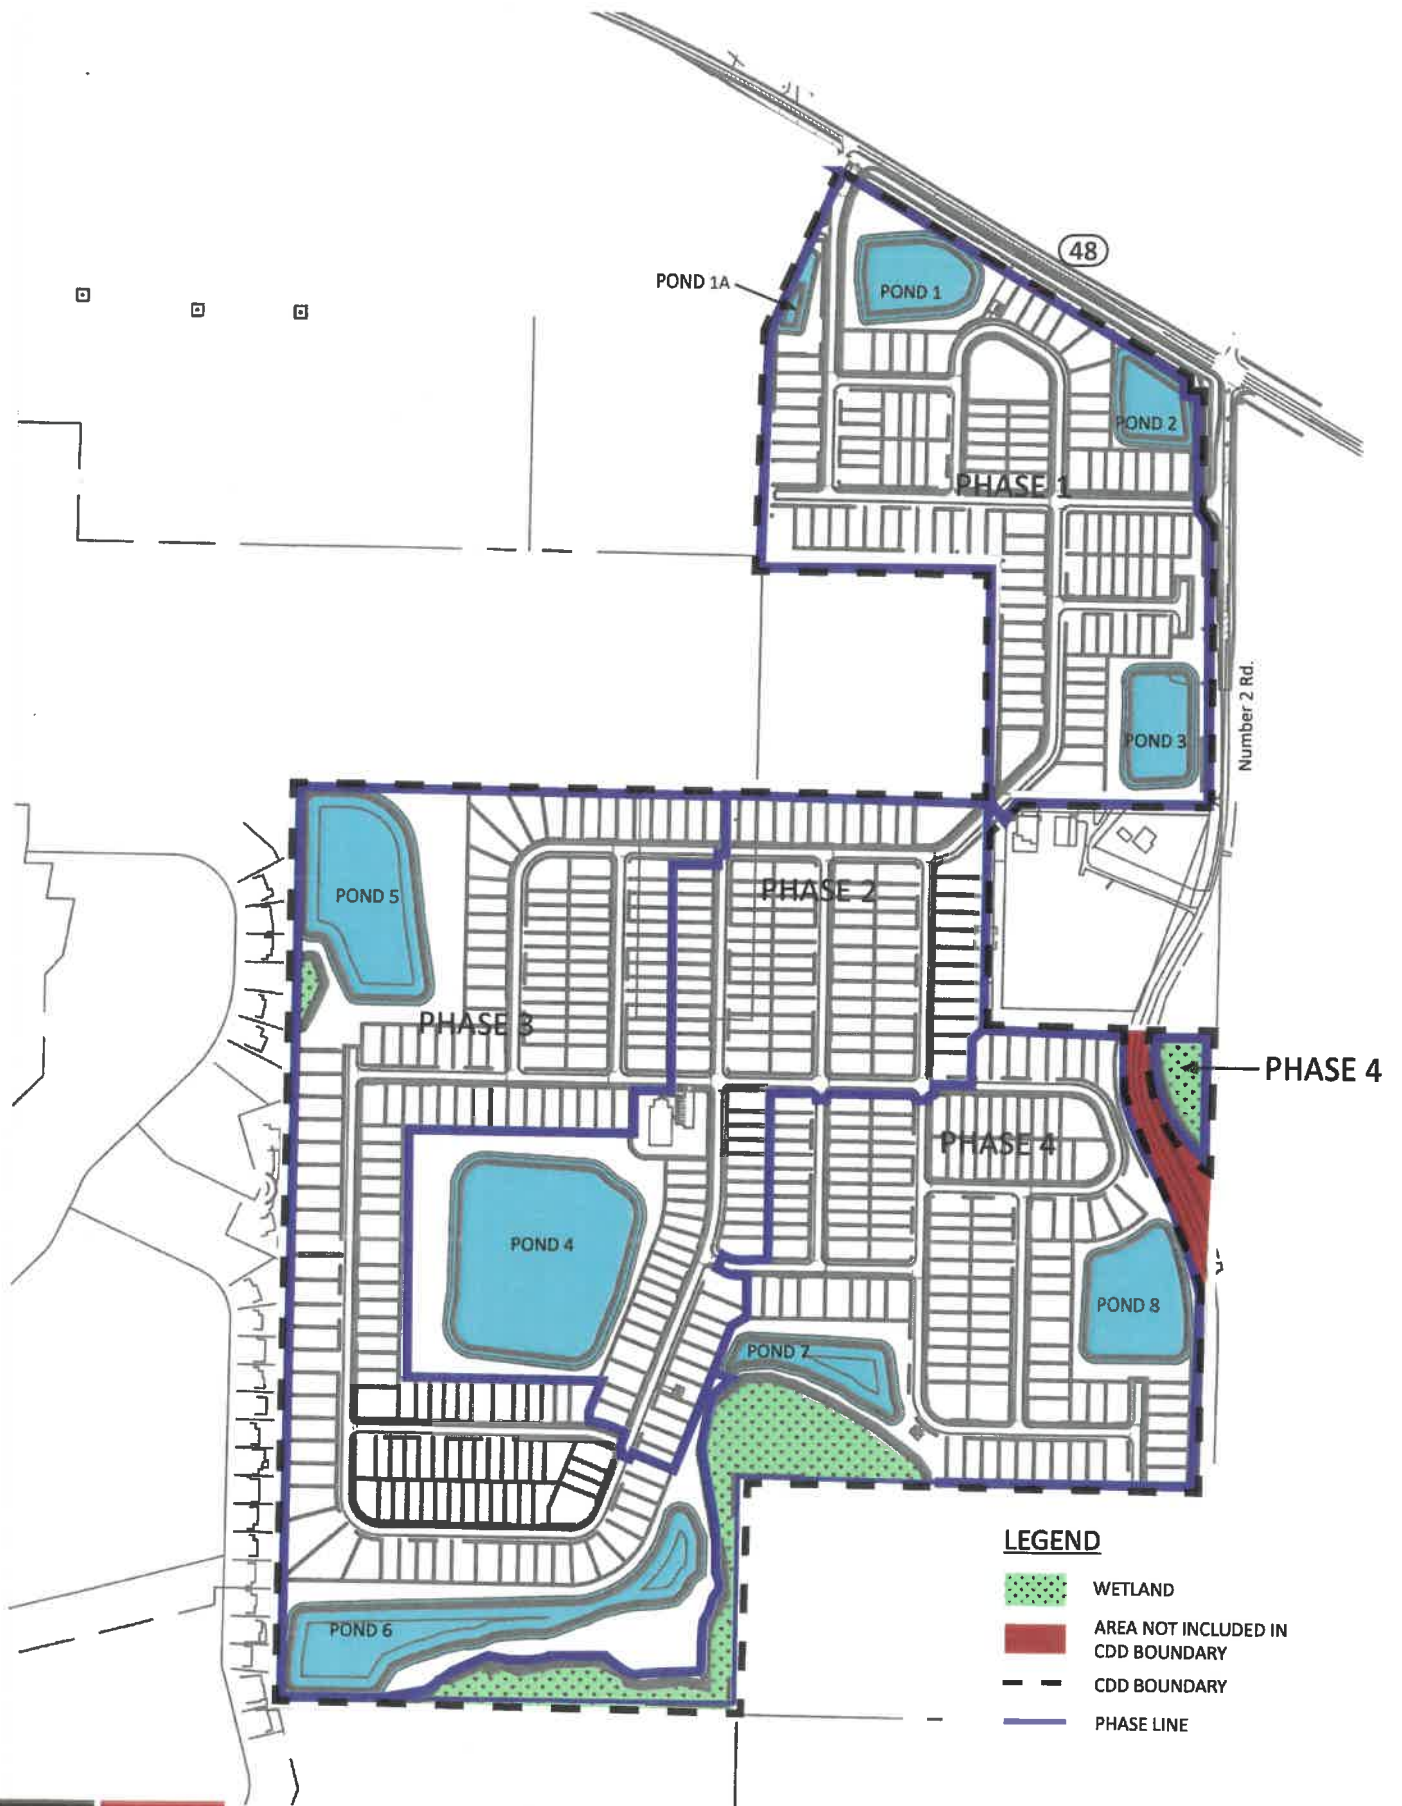 48
POND 1A
POND 1
POND 2
PHASE 1
Number 2 Rd.
POND 3
POND 5
PHASE 2
PHASE 3
PHASE 4
PHASE 4
POND 4
POND 8
POND 7
LEGEND
WETLAND
AREA NOT INCLUDED IN
CDD BOUNDARY
CDD BOUNDARY
PHASE LINE
POND 6